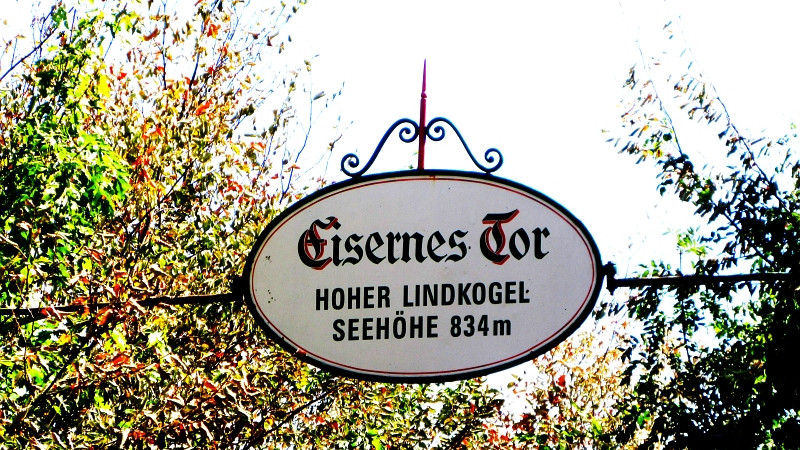 Eisernes Tor
HOHER LINDKOGEL
SEEHÖHE 834m